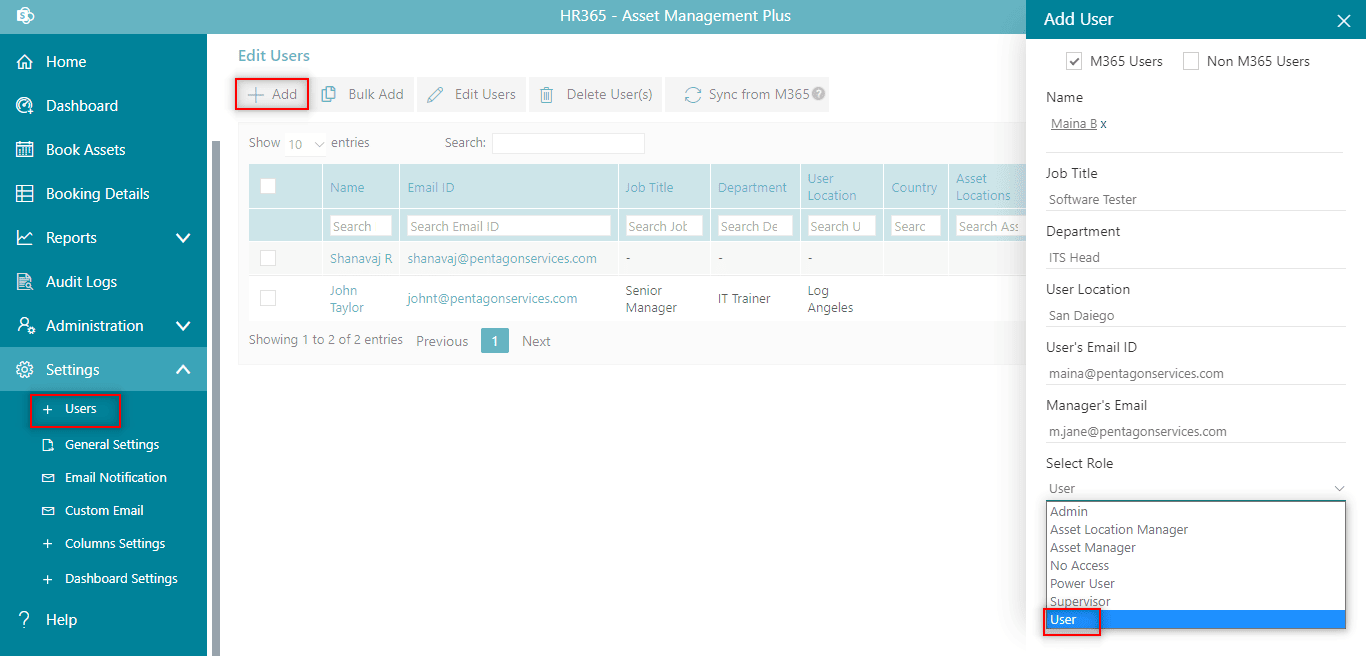 HR365 - Asset Management Plus
Home
Dashboard
Book Assets
Booking Details
Reports
Audit Logs
Administration
Settings
Users
General Settings
Email Notification
Custom Email
Columns Settings
Dashboard Settings
? Help
Edit Users
Add Bulk Add Edit Users Delete User(s) Sync from M365 ?
Show 10 entries Search:
Name Email ID Job Title Department User Location Country Asset Locations
Search Search Email ID Search Job Search De Search U Searc Search Ass
Shanavaj R shanavaj@pentagonservices.com - - -
John Taylor johnt@pentagonservices.com Senior Manager IT Trainer Log Angeles
Showing 1 to 2 of 2 entries Previous 1 Next
Add User
M365 Users Non M365 Users
Name
Maina B x
Job Title
Software Tester
Department
ITS Head
User Location
San Daiego
User's Email ID
maina@pentagonservices.com
Manager's Email
m.jane@pentagonservices.com
Select Role
User
Admin
Asset Location Manager
Asset Manager
No Access
Power User
Supervisor
User